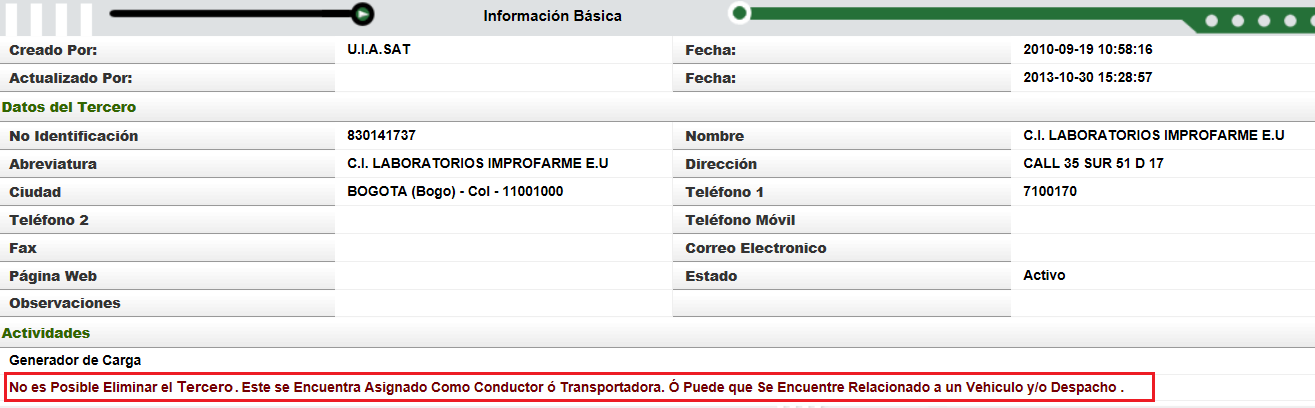 Información Básica
Creado Por: U.I.A.SAT Fecha: 2010-09-19 10:58:16
Actualizado Por: Fecha: 2013-10-30 15:28:57
Datos del Tercero
No Identificación 830141737 Nombre C.I. LABORATORIOS IMPROFARME E.U
Abreviatura C.I. LABORATORIOS IMPROFARME E.U Dirección CALL 35 SUR 51 D 17
Ciudad BOGOTA (Bogo) - Col - 11001000 Teléfono 1 7100170
Teléfono 2 Teléfono Móvil
Fax Correo Electronico
Página Web Estado Activo
Observaciones
Actividades
Generador de Carga
No es Posible Eliminar el Tercero. Este se Encuentra Asignado Como Conductor ó Transportadora. Ó Puede que Se Encuentre Relacionado a un Vehiculo y/o Despacho .